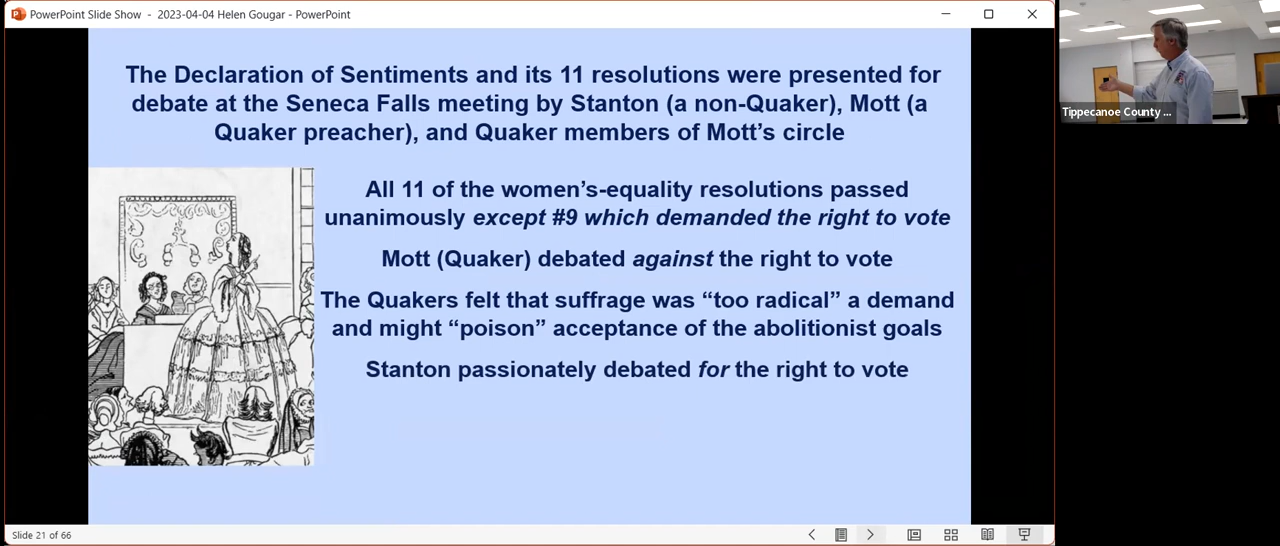 PowerPoint Slide Show - 2023-04-04 Helen Gougar - PowerPoint
The Declaration of Sentiments and its 11 resolutions were presented for
debate at the Seneca Falls meeting by Stanton (a non-Quaker), Mott (a
Quaker preacher), and Quaker members of Mott’s circle
All 11 of the women’s-equality resolutions passed
unanimously except #9 which demanded the right to vote
Mott (Quaker) debated against the right to vote
The Quakers felt that suffrage was “too radical” a demand
and might “poison” acceptance of the abolitionist goals
Stanton passionately debated for the right to vote
Tippecanoe County ...
Slide 21 of 66